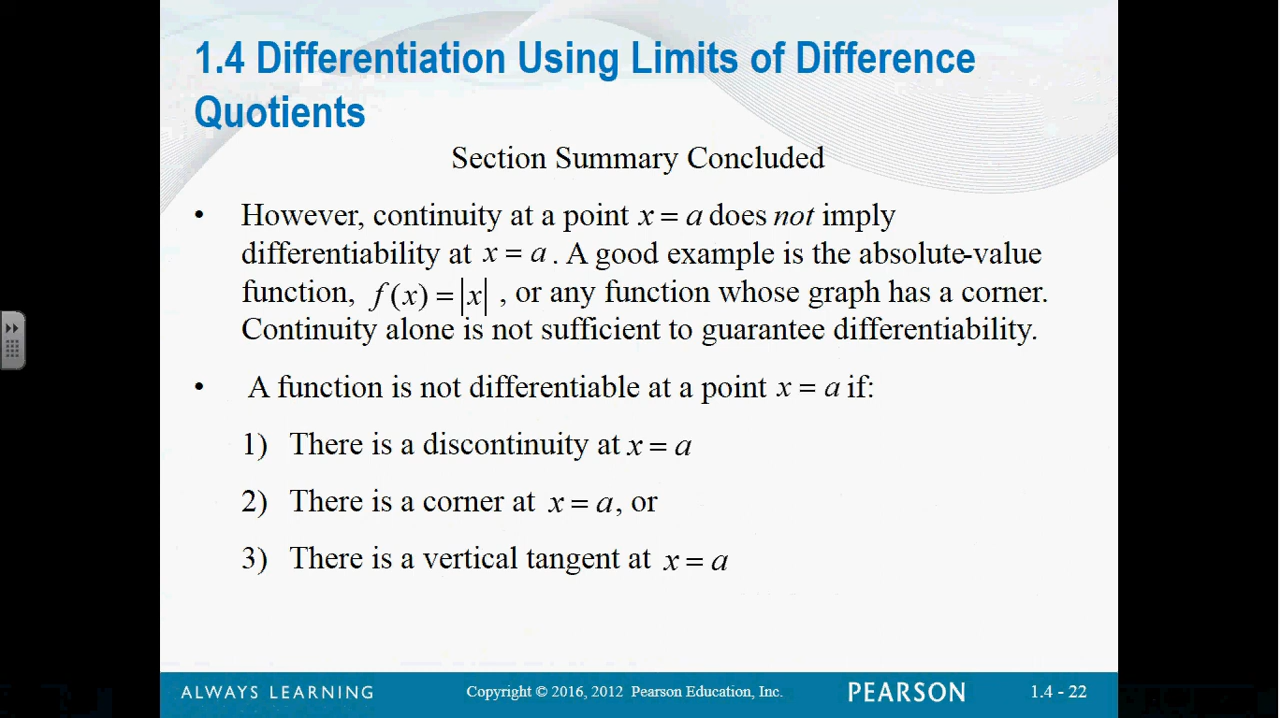 1.4 Differentiation Using Limits of Difference
Quotients
Section Summary Concluded
• However, continuity at a point x = a does not imply
differentiability at x = a . A good example is the absolute-value
function, f (x) = |x| , or any function whose graph has a corner.
Continuity alone is not sufficient to guarantee differentiability.
• A function is not differentiable at a point x = a if:
1) There is a discontinuity at x = a
2) There is a corner at x = a, or
3) There is a vertical tangent at x = a
ALWAYS LEARNING Copyright © 2016, 2012 Pearson Education, Inc. PEARSON 1.4 - 22